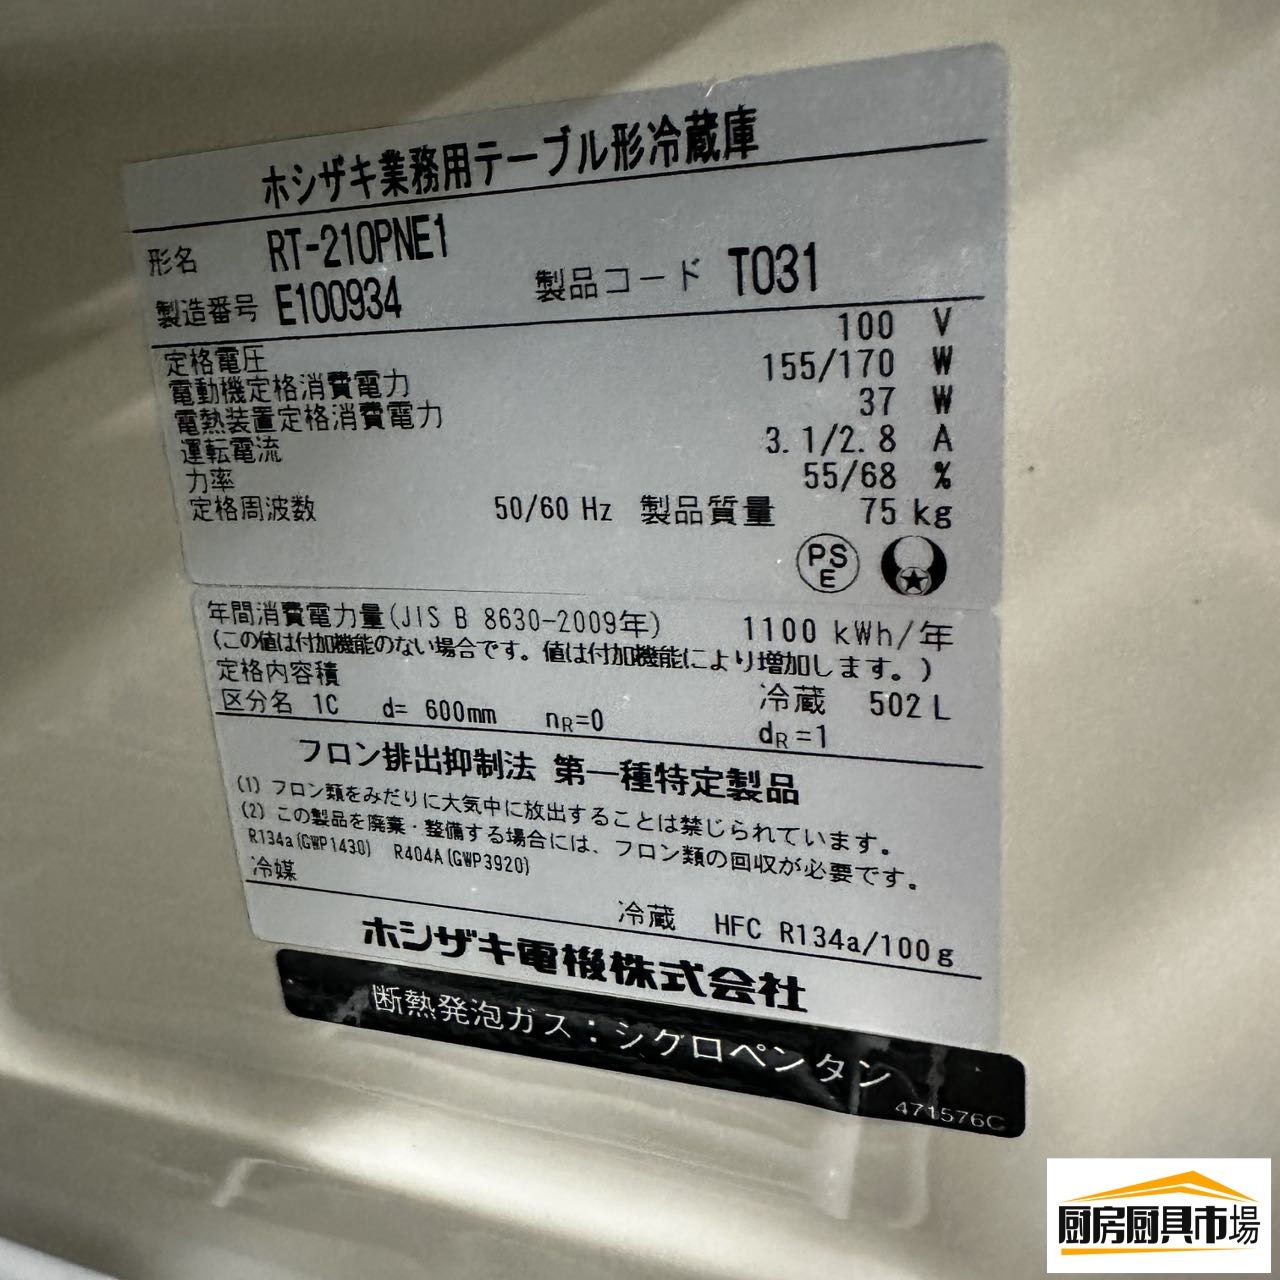 ホシザキ業務用テーブル形冷蔵庫
形名 RT-210PNE1
製造番号 E100934 製品コード T031
定格電圧 100 V
電動機定格消費電力 155/170 W
電熱装置定格消費電力 37 W
運転電流 3.1/2.8 A
力率 55/68 %
定格周波数 50/60 Hz 製品質量 75 kg
PS
E
年間消費電力量(JIS B 8630-2009年) 1100 kWh/年
(この値は付加機能のない場合です。値は付加機能により増加します。)
定格内容積 冷蔵 502 L
区分名 1C d= 600mm nR=0 dR=1
フロン排出抑制法 第一種特定製品
(1) フロン類をみだりに大気中に放出することは禁じられています。
(2) この製品を廃棄・整備する場合には、フロン類の回収が必要です。
R134a(GWP1430) R404A(GWP3920)
冷媒 冷蔵 HFC R134a/100g
ホシザキ電機株式会社
断熱発泡ガス：シクロペンタン
471576C
厨房厨具市場